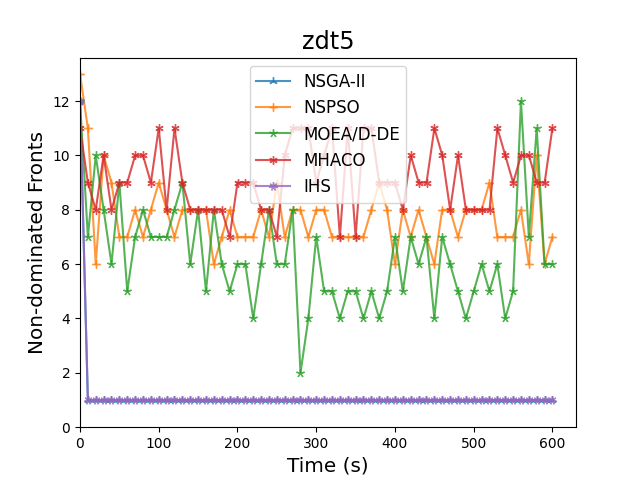 zdt5
Non-dominated Fronts
12
10
8
6
4
2
0
NSGA-II
NSPSO
MOEA/D-DE
MHACO
IHS
0 100 200 300 400 500 600
Time (s)